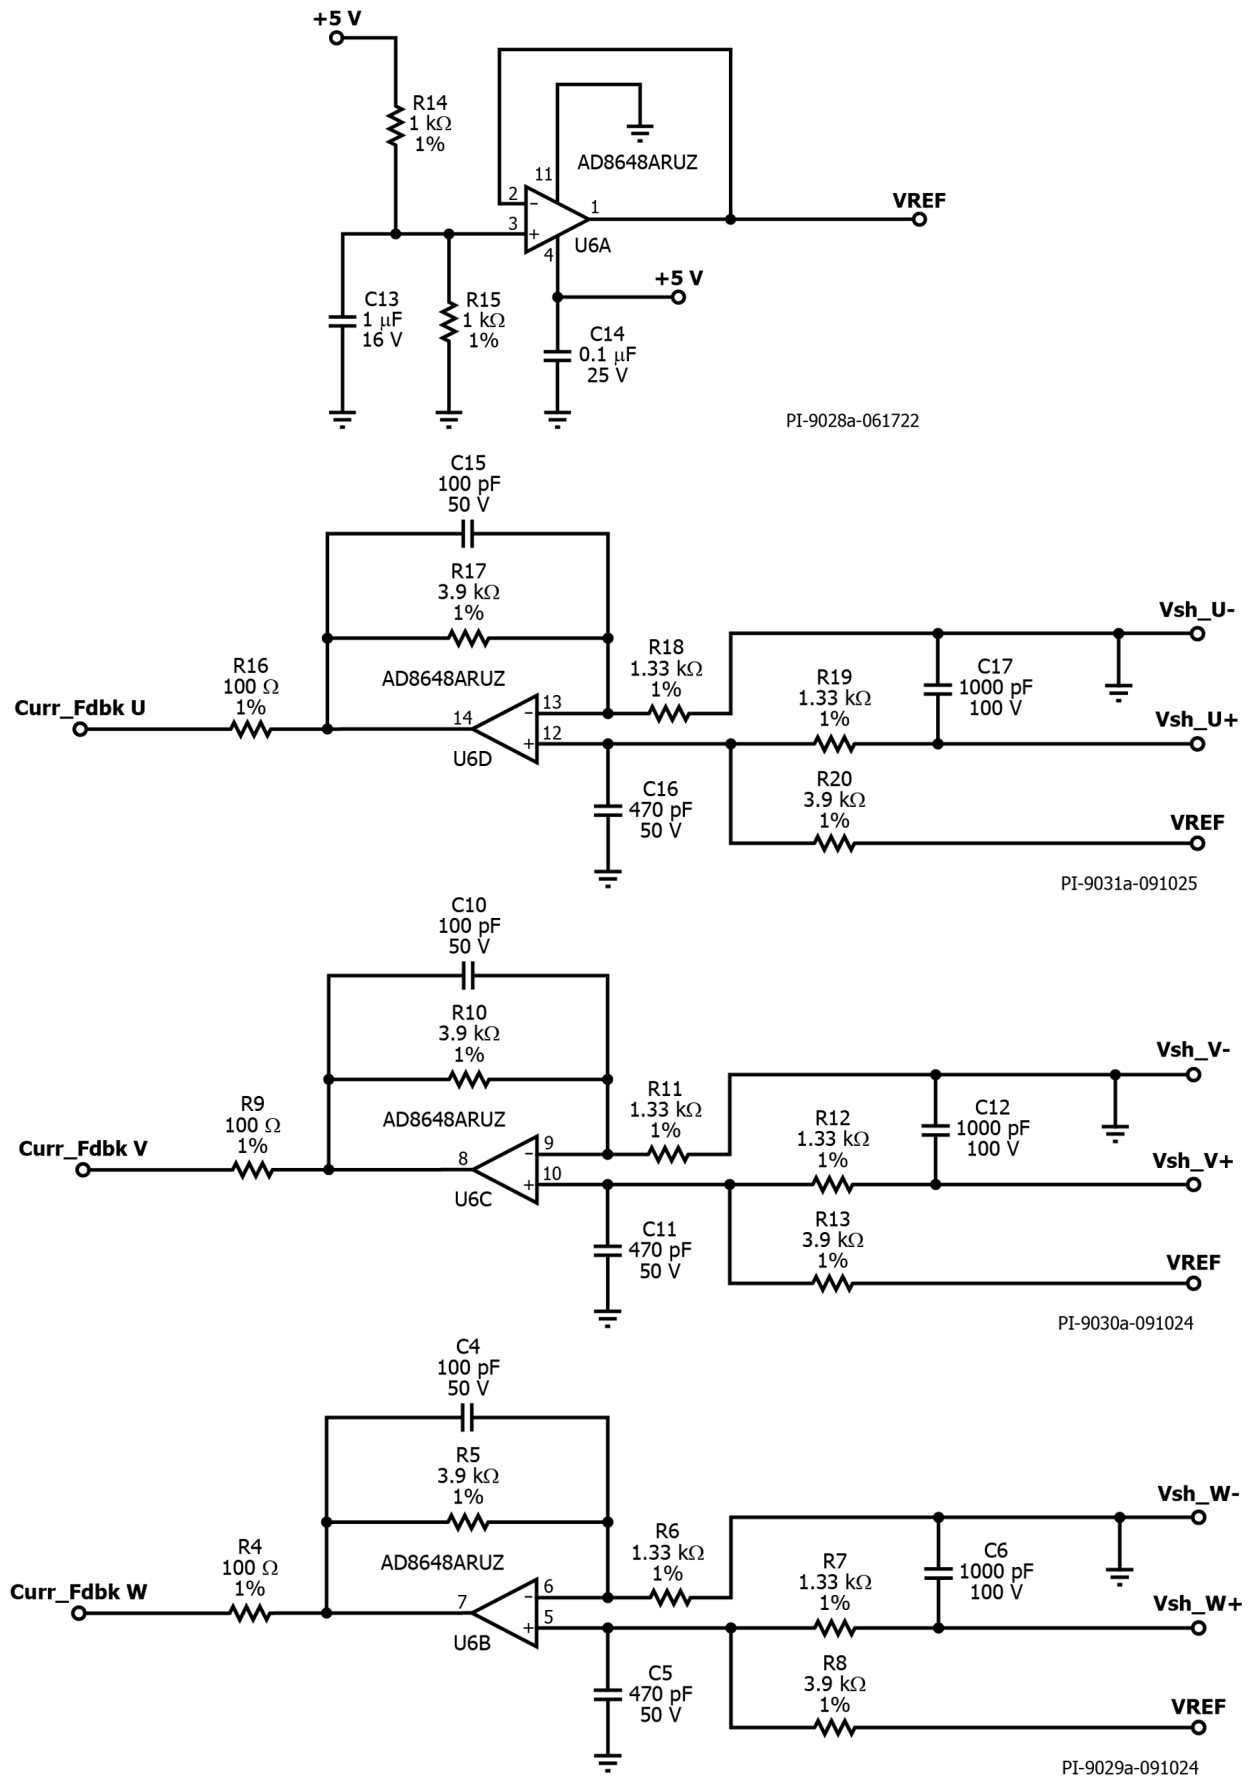 +5 V
R14
1 kΩ
1%
AD8648ARUZ
11
2
-
3
+
1
4
U6A
VREF
+5 V
C13
1 μF
16 V
R15
1 kΩ
1%
C14
0.1 μF
25 V
PI-9028a-061722
C15
100 pF
50 V
R17
3.9 kΩ
1%
AD8648ARUZ
R16
100 Ω
1%
Curr_Fdbk U
14
13
-
12
+
U6D
R18
1.33 kΩ
1%
R19
1.33 kΩ
1%
C17
1000 pF
100 V
Vsh_U-
Vsh_U+
C16
470 pF
50 V
R20
3.9 kΩ
1%
VREF
PI-9031a-091025
C10
100 pF
50 V
R10
3.9 kΩ
1%
AD8648ARUZ
R9
100 Ω
1%
Curr_Fdbk V
8
9
-
10
+
U6C
R11
1.33 kΩ
1%
R12
1.33 kΩ
1%
C12
1000 pF
100 V
Vsh_V-
Vsh_V+
C11
470 pF
50 V
R13
3.9 kΩ
1%
VREF
PI-9030a-091024
C4
100 pF
50 V
R5
3.9 kΩ
1%
AD8648ARUZ
R4
100 Ω
1%
Curr_Fdbk W
7
6
-
5
+
U6B
R6
1.33 kΩ
1%
R7
1.33 kΩ
1%
C6
1000 pF
100 V
Vsh_W-
Vsh_W+
C5
470 pF
50 V
R8
3.9 kΩ
1%
VREF
PI-9029a-091024